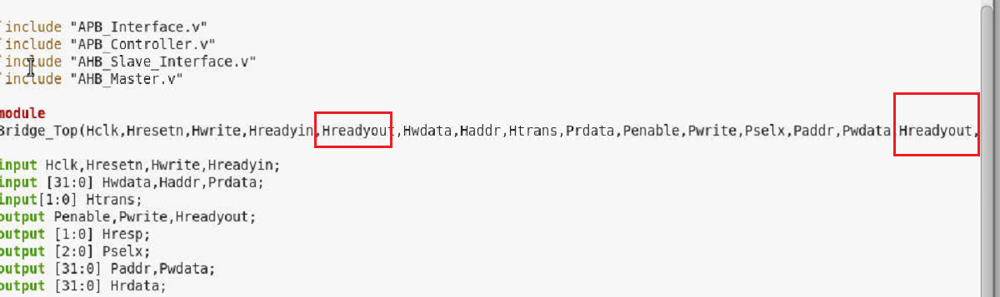 `include "APB_Interface.v"
`include "APB_Controller.v"
`include "AHB_Slave_Interface.v"
`include "AHB_Master.v"
module
Bridge_Top(Hclk,Hresetn,Hwrite,Hreadyin,Hreadyout,Hwdata,Haddr,Htrans,Prdata,Penable,Pwrite,Pselx,Paddr,Pwdata,Hreadyout,
input Hclk,Hresetn,Hwrite,Hreadyin;
input [31:0] Hwdata,Haddr,Prdata;
input[1:0] Htrans;
output Penable,Pwrite,Hreadyout;
output [1:0] Hresp;
output [2:0] Pselx;
output [31:0] Paddr,Pwdata;
output [31:0] Hrdata;